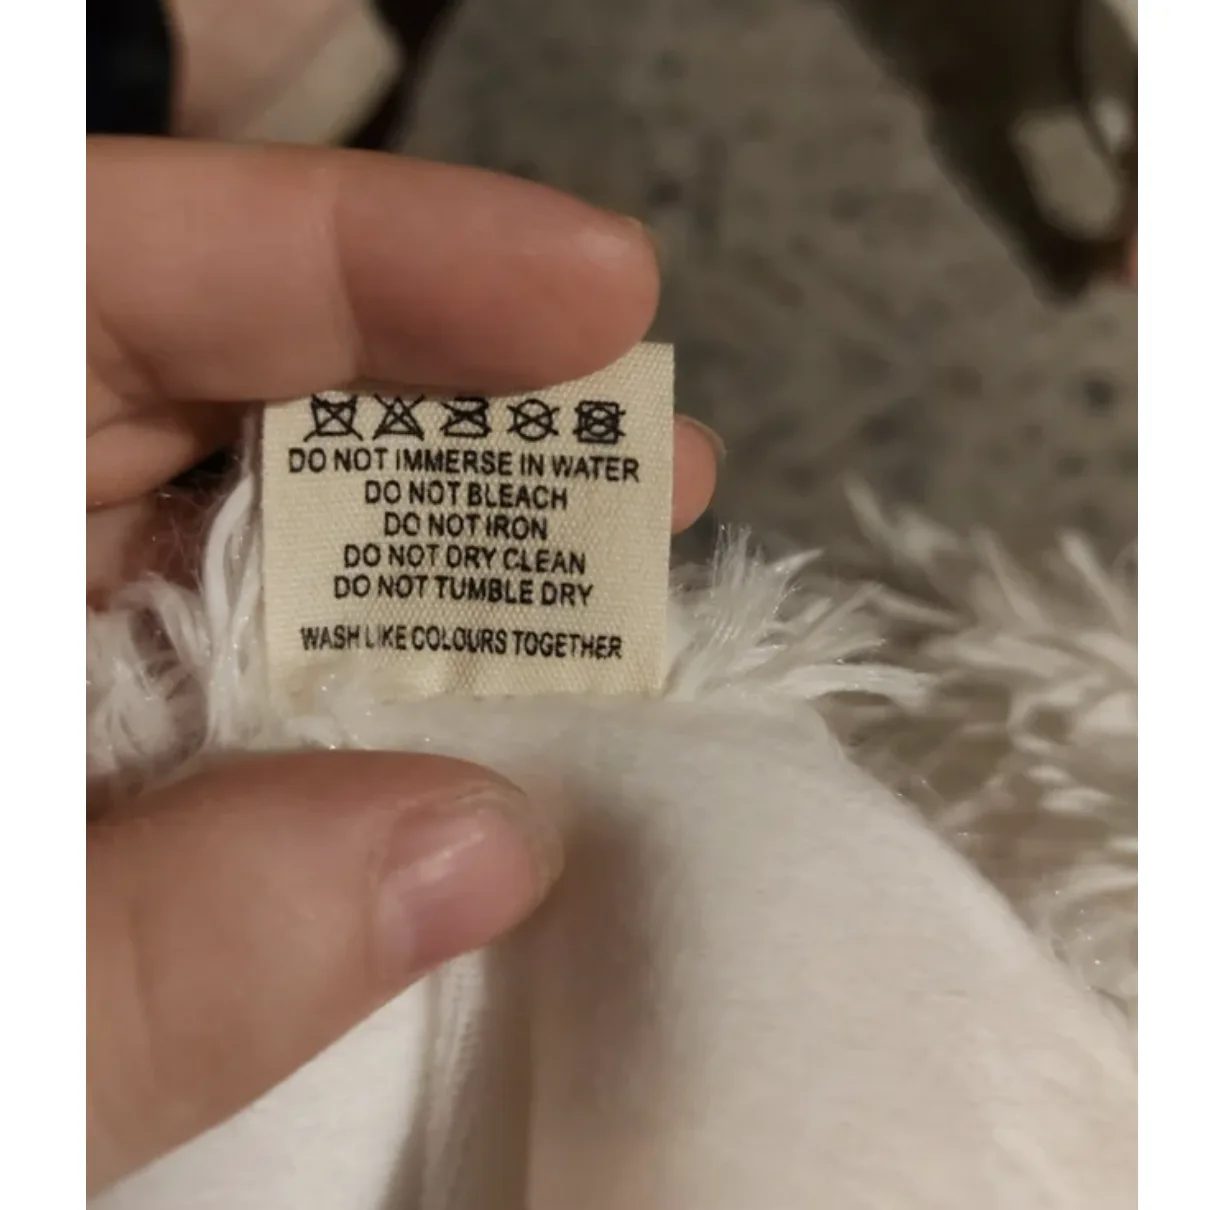 DO NOT IMMERSE IN WATER
DO NOT BLEACH
DO NOT IRON
DO NOT DRY CLEAN
DO NOT TUMBLE DRY
WASH LIKE COLOURS TOGETHER